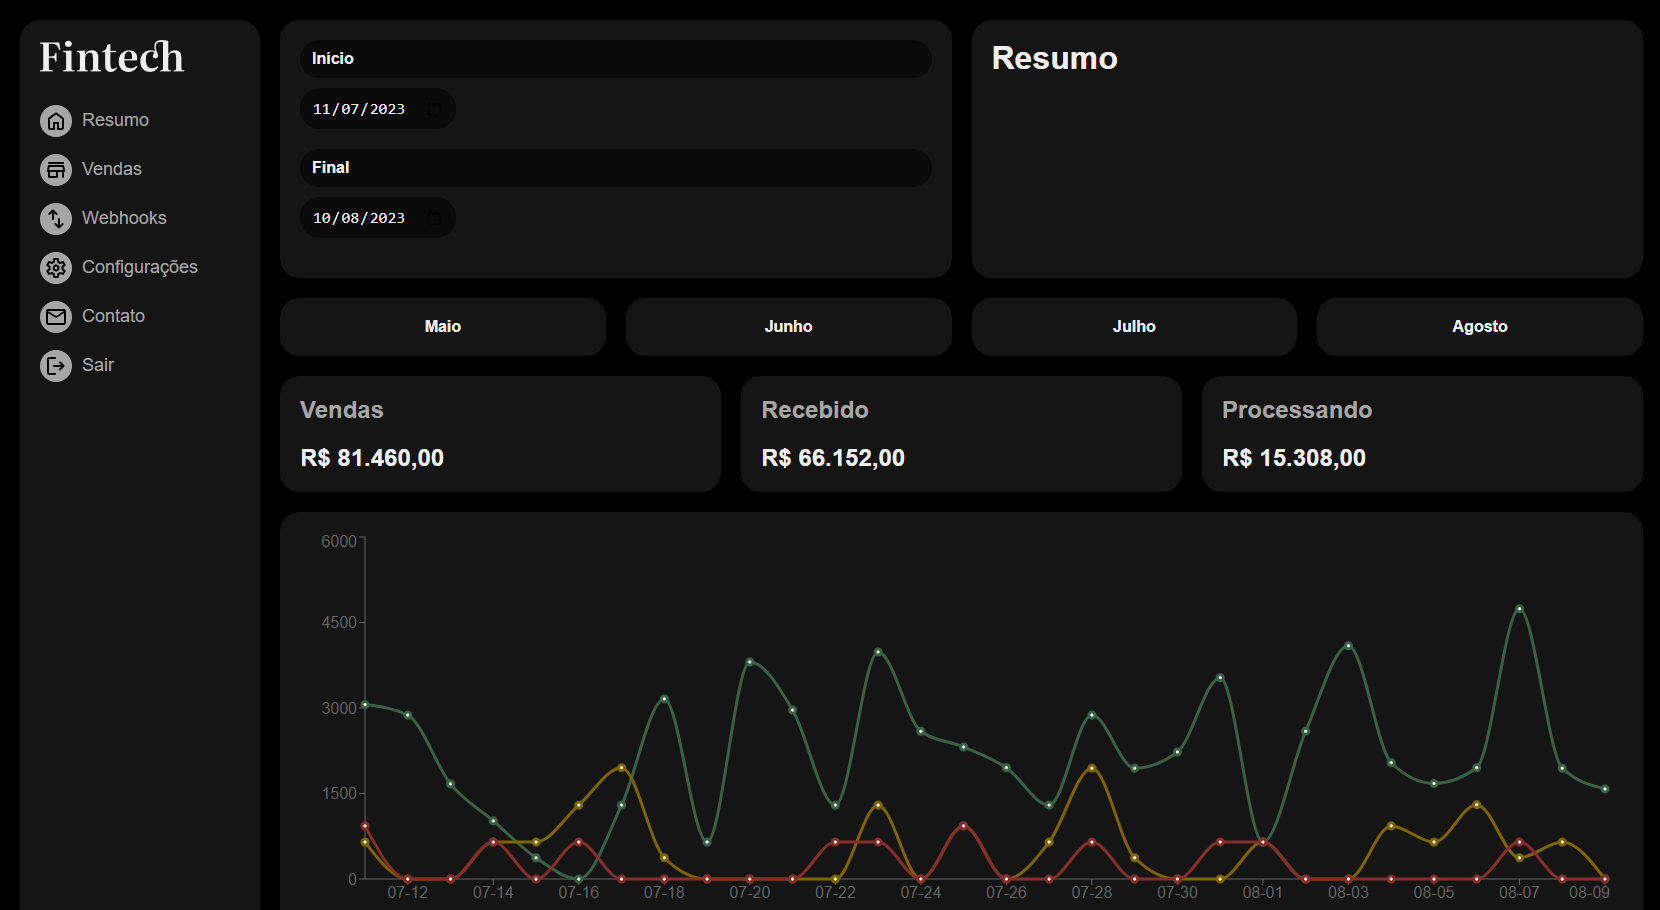 Fintech
Resumo
Vendas
Webhooks
Configurações
Contato
Sair
Início
11/07/2023
Final
10/08/2023
Resumo
Maio Junho Julho Agosto
Vendas
R$ 81.460,00
Recebido
R$ 66.152,00
Processando
R$ 15.308,00
6000
4500
3000
1500
0
07-12 07-14 07-16 07-18 07-20 07-22 07-24 07-26 07-28 07-30 08-01 08-03 08-05 08-07 08-09